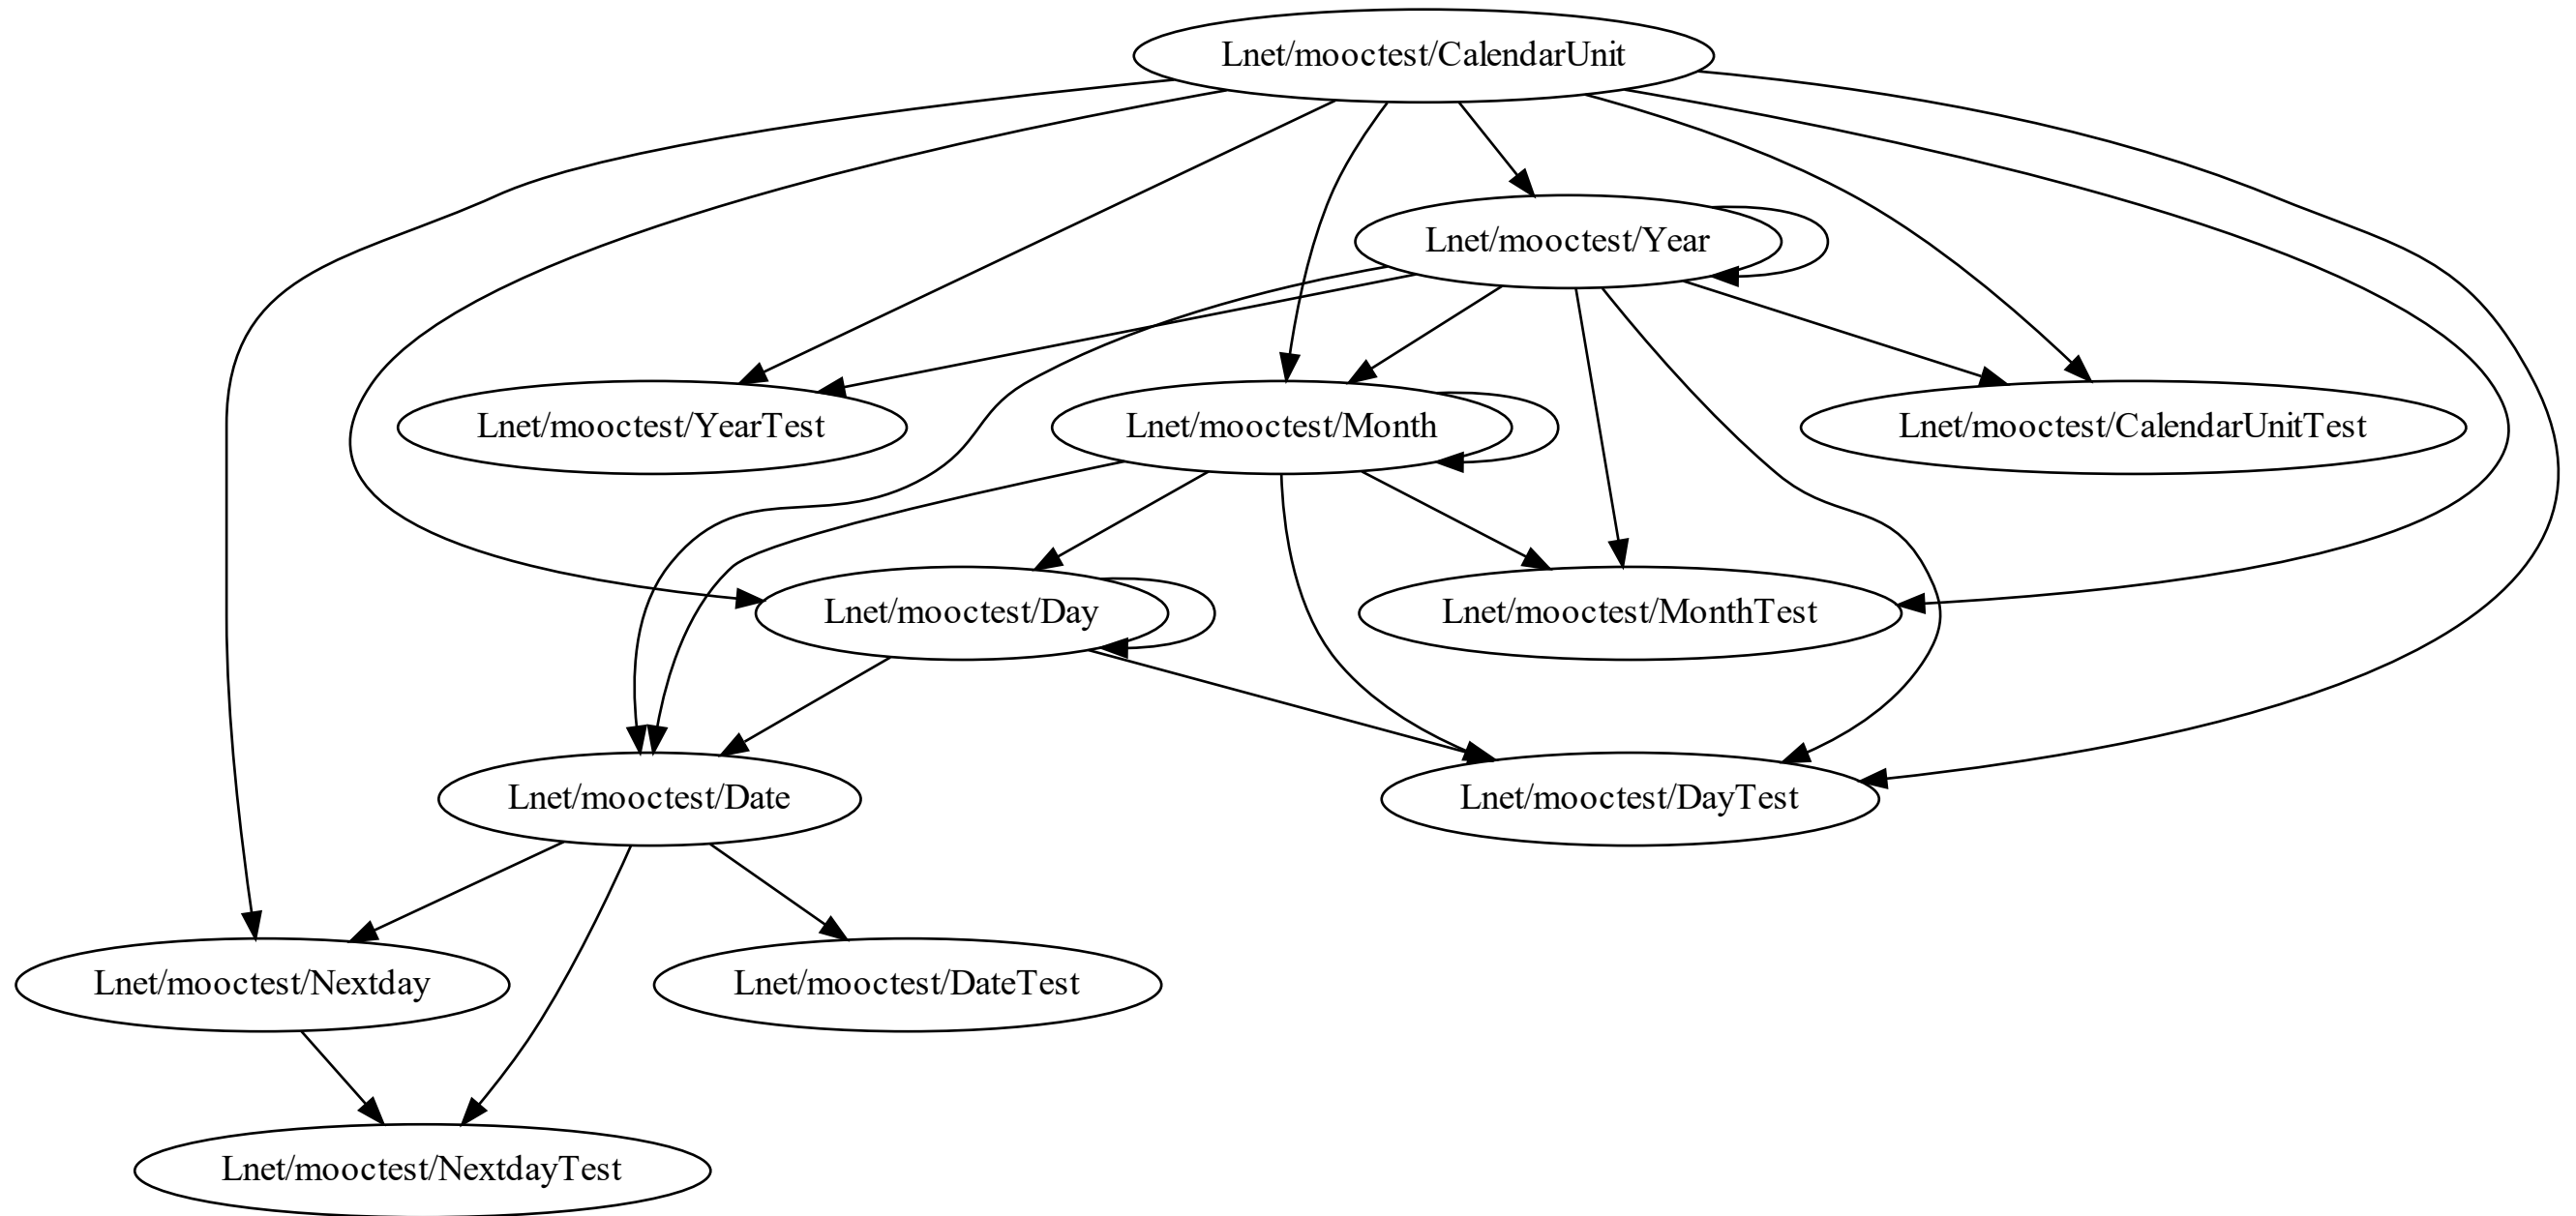 Lnet/mooctest/CalendarUnit
Lnet/mooctest/Year
Lnet/mooctest/YearTest
Lnet/mooctest/Month
Lnet/mooctest/CalendarUnitTest
Lnet/mooctest/Day
Lnet/mooctest/MonthTest
Lnet/mooctest/Date
Lnet/mooctest/DayTest
Lnet/mooctest/Nextday
Lnet/mooctest/DateTest
Lnet/mooctest/NextdayTest